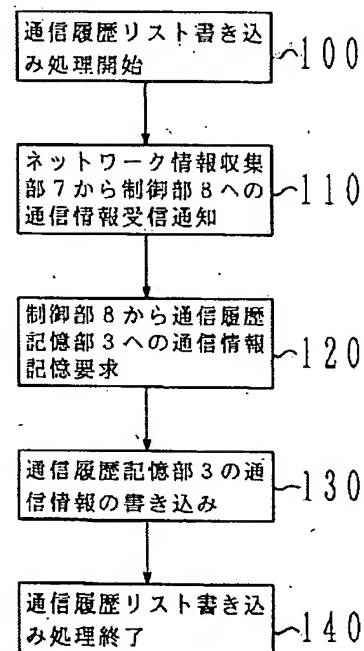 通信履歴リスト書き込
み処理開始
100
ネットワーク情報収集
部7から制御部8への
通信情報受信通知
110
制御部8から通信履歴
記憶部3への通信情報
記憶要求
120
通信履歴記憶部3の通
信情報の書き込み
130
通信履歴リスト書き込
み処理終了
140